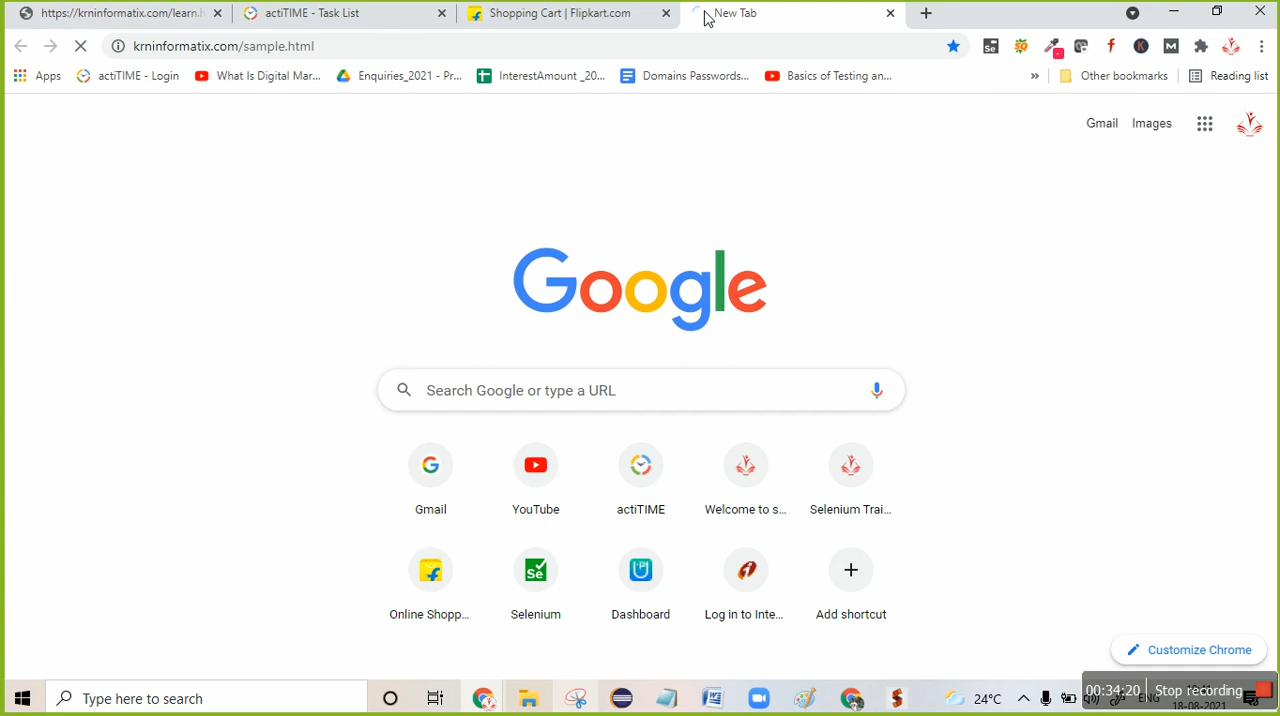 https://krninformatix.com/learn.h
actiTIME - Task List
Shopping Cart | Flipkart.com
New Tab
krninformatix.com/sample.html
Apps
actiTIME - Login
What Is Digital Mar...
Enquiries_2021 - Pr...
InterestAmount _20...
Domains Passwords...
Basics of Testing an...
»
Other bookmarks
Reading list
Gmail
Images
Google
Search Google or type a URL
Gmail
YouTube
actiTIME
Welcome to s...
Selenium Trai...
Online Shopp...
Selenium
Dashboard
Log in to Inte...
Add shortcut
Customize Chrome
Type here to search
24°C
00:34:20
Stop recording
ENG
18-08-2021